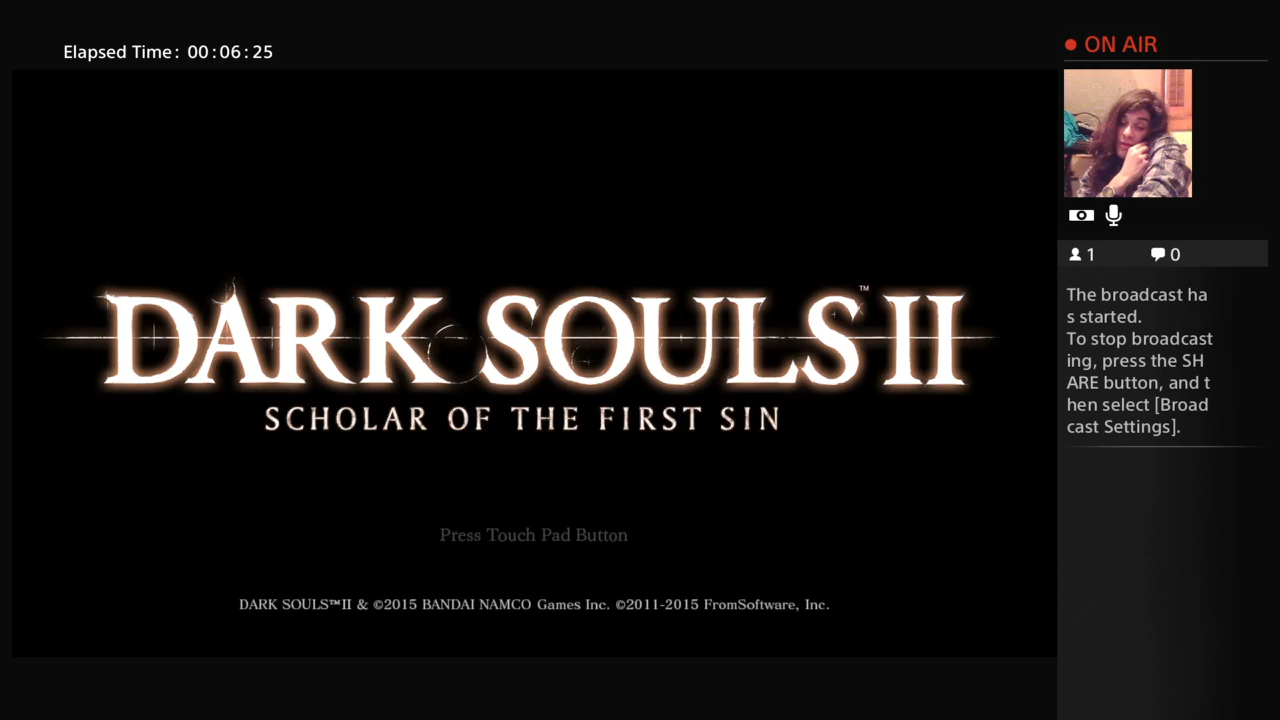 Elapsed Time: 00:06:25
ON AIR
1 0
The broadcast ha
s started.
To stop broadcast
ing, press the SH
ARE button, and t
hen select [Broad
cast Settings].
DARK SOULS™ II
SCHOLAR OF THE FIRST SIN
Press Touch Pad Button
DARK SOULS™II & ©2015 BANDAI NAMCO Games Inc. ©2011-2015 FromSoftware, Inc.